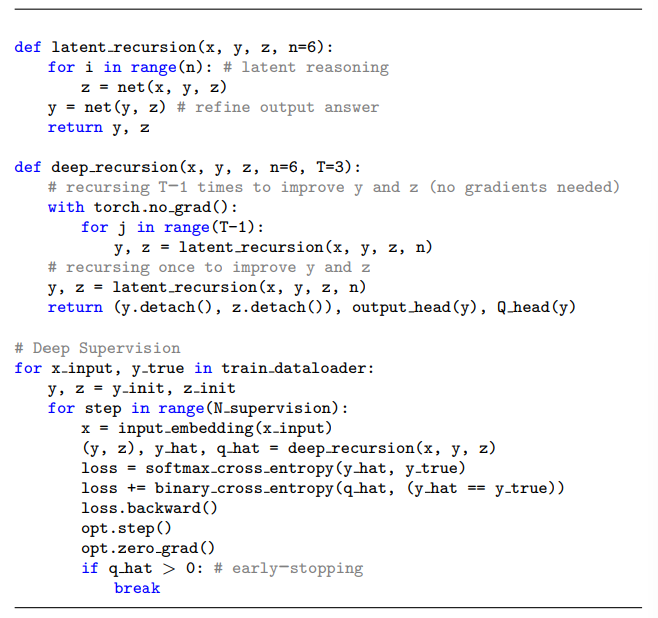 def latent_recursion(x, y, z, n=6):
    for i in range(n): # latent reasoning
        z = net(x, y, z)
    y = net(y, z) # refine output answer
    return y, z

def deep_recursion(x, y, z, n=6, T=3):
    # recursing T−1 times to improve y and z (no gradients needed)
    with torch.no_grad():
        for j in range(T-1):
            y, z = latent_recursion(x, y, z, n)
    # recursing once to improve y and z
    y, z = latent_recursion(x, y, z, n)
    return (y.detach(), z.detach()), output_head(y), Q_head(y)

# Deep Supervision
for x_input, y_true in train_dataloader:
    y, z = y_init, z_init
    for step in range(N_supervision):
        x = input_embedding(x_input)
        (y, z), y_hat, q_hat = deep_recursion(x, y, z)
        loss = softmax_cross_entropy(y_hat, y_true)
        loss += binary_cross_entropy(q_hat, (y_hat == y_true))
        loss.backward()
        opt.step()
        opt.zero_grad()
        if q_hat > 0: # early−stopping
            break